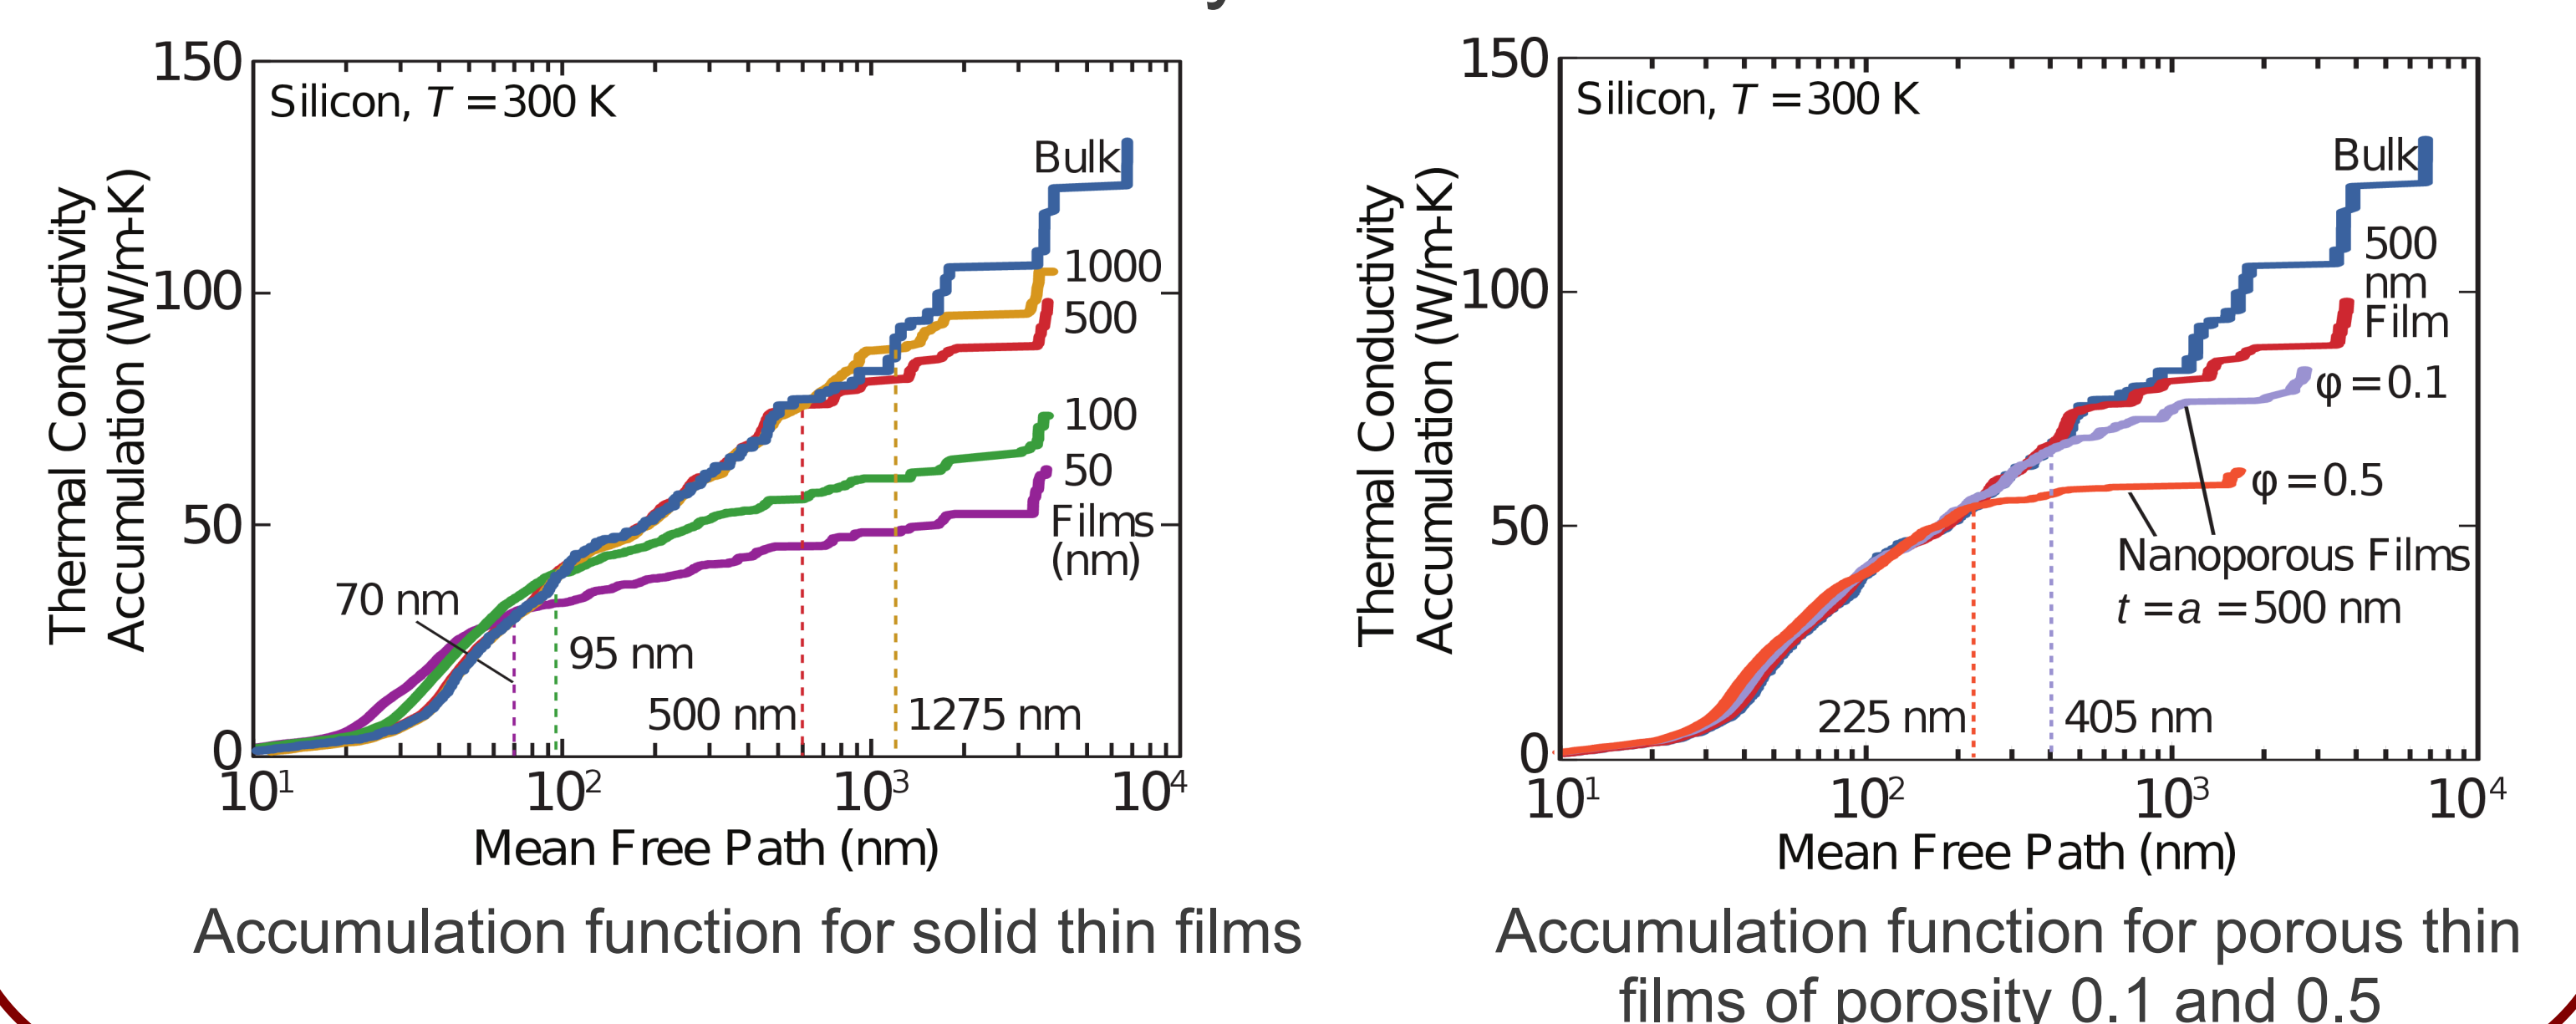 150
100
50
0
Thermal Conductivity
Accumulation (W/m-K)
Silicon, T = 300 K
Bulk
1000
500
100
50
Films
(nm)
70 nm
95 nm
500 nm
1275 nm
10¹
10²
10³
10⁴
Mean Free Path (nm)
Accumulation function for solid thin films
150
100
50
0
Thermal Conductivity
Accumulation (W/m-K)
Silicon, T = 300 K
Bulk
500
nm
Film
φ = 0.1
φ = 0.5
Nanoporous Films
t = a = 500 nm
225 nm
405 nm
10¹
10²
10³
10⁴
Mean Free Path (nm)
Accumulation function for porous thin
films of porosity 0.1 and 0.5